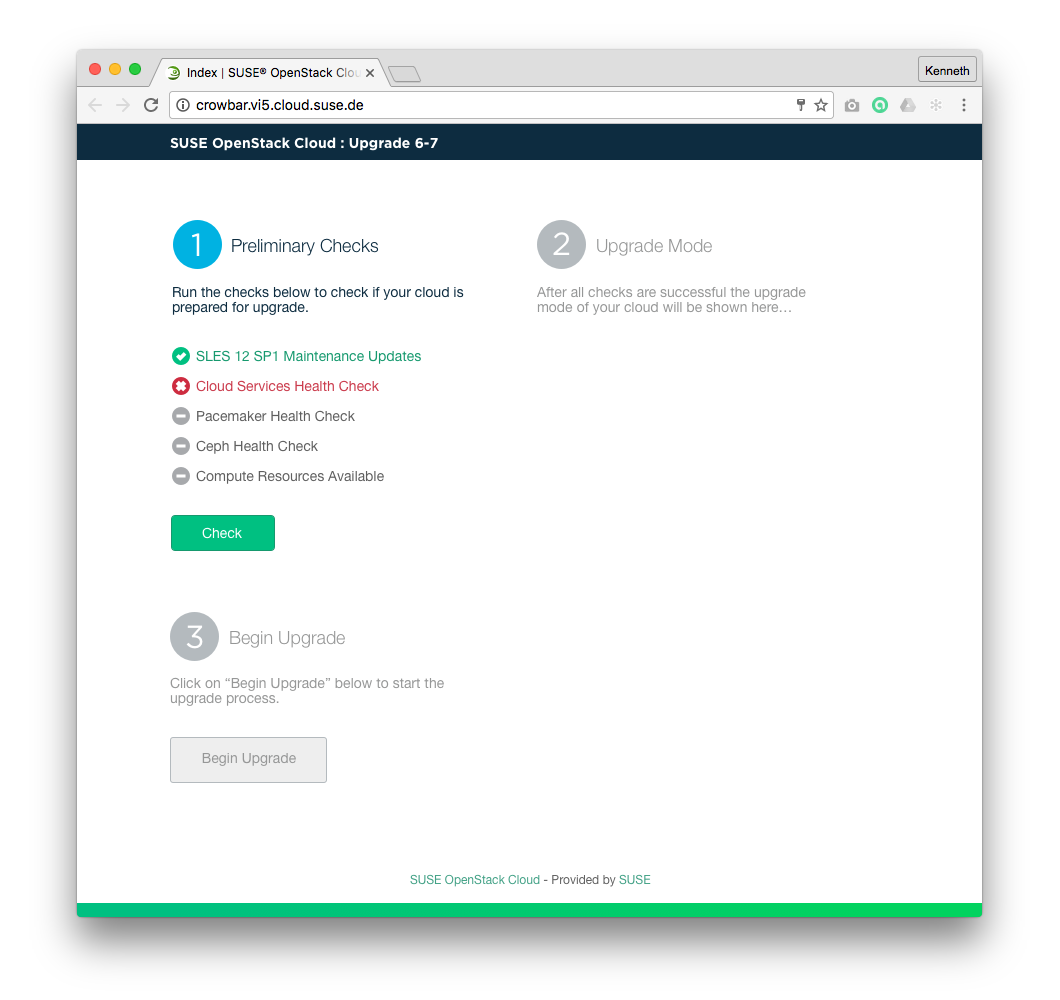 Index | SUSE® OpenStack Clou
Kenneth
crowbar.vi5.cloud.suse.de
SUSE OpenStack Cloud : Upgrade 6-7
1 Preliminary Checks
Run the checks below to check if your cloud is
prepared for upgrade.
SLES 12 SP1 Maintenance Updates
Cloud Services Health Check
Pacemaker Health Check
Ceph Health Check
Compute Resources Available
Check
2 Upgrade Mode
After all checks are successful the upgrade
mode of your cloud will be shown here...
3 Begin Upgrade
Click on “Begin Upgrade” below to start the
upgrade process.
Begin Upgrade
SUSE OpenStack Cloud - Provided by SUSE